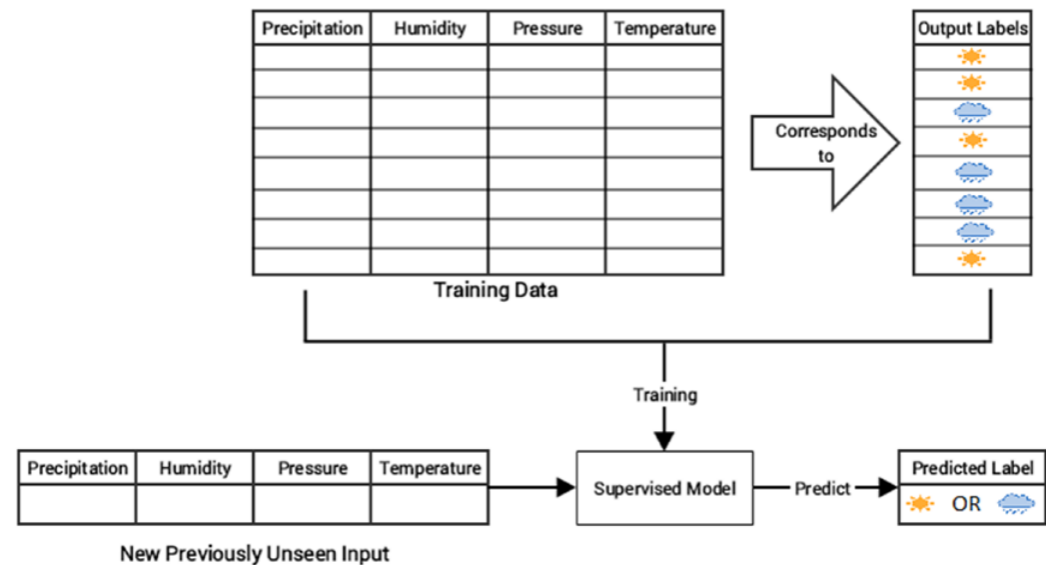 Precipitation Humidity Pressure Temperature
Output Labels
Corresponds
to
Training Data
Training
Precipitation Humidity Pressure Temperature
Supervised Model
Predict
Predicted Label
OR
New Previously Unseen Input